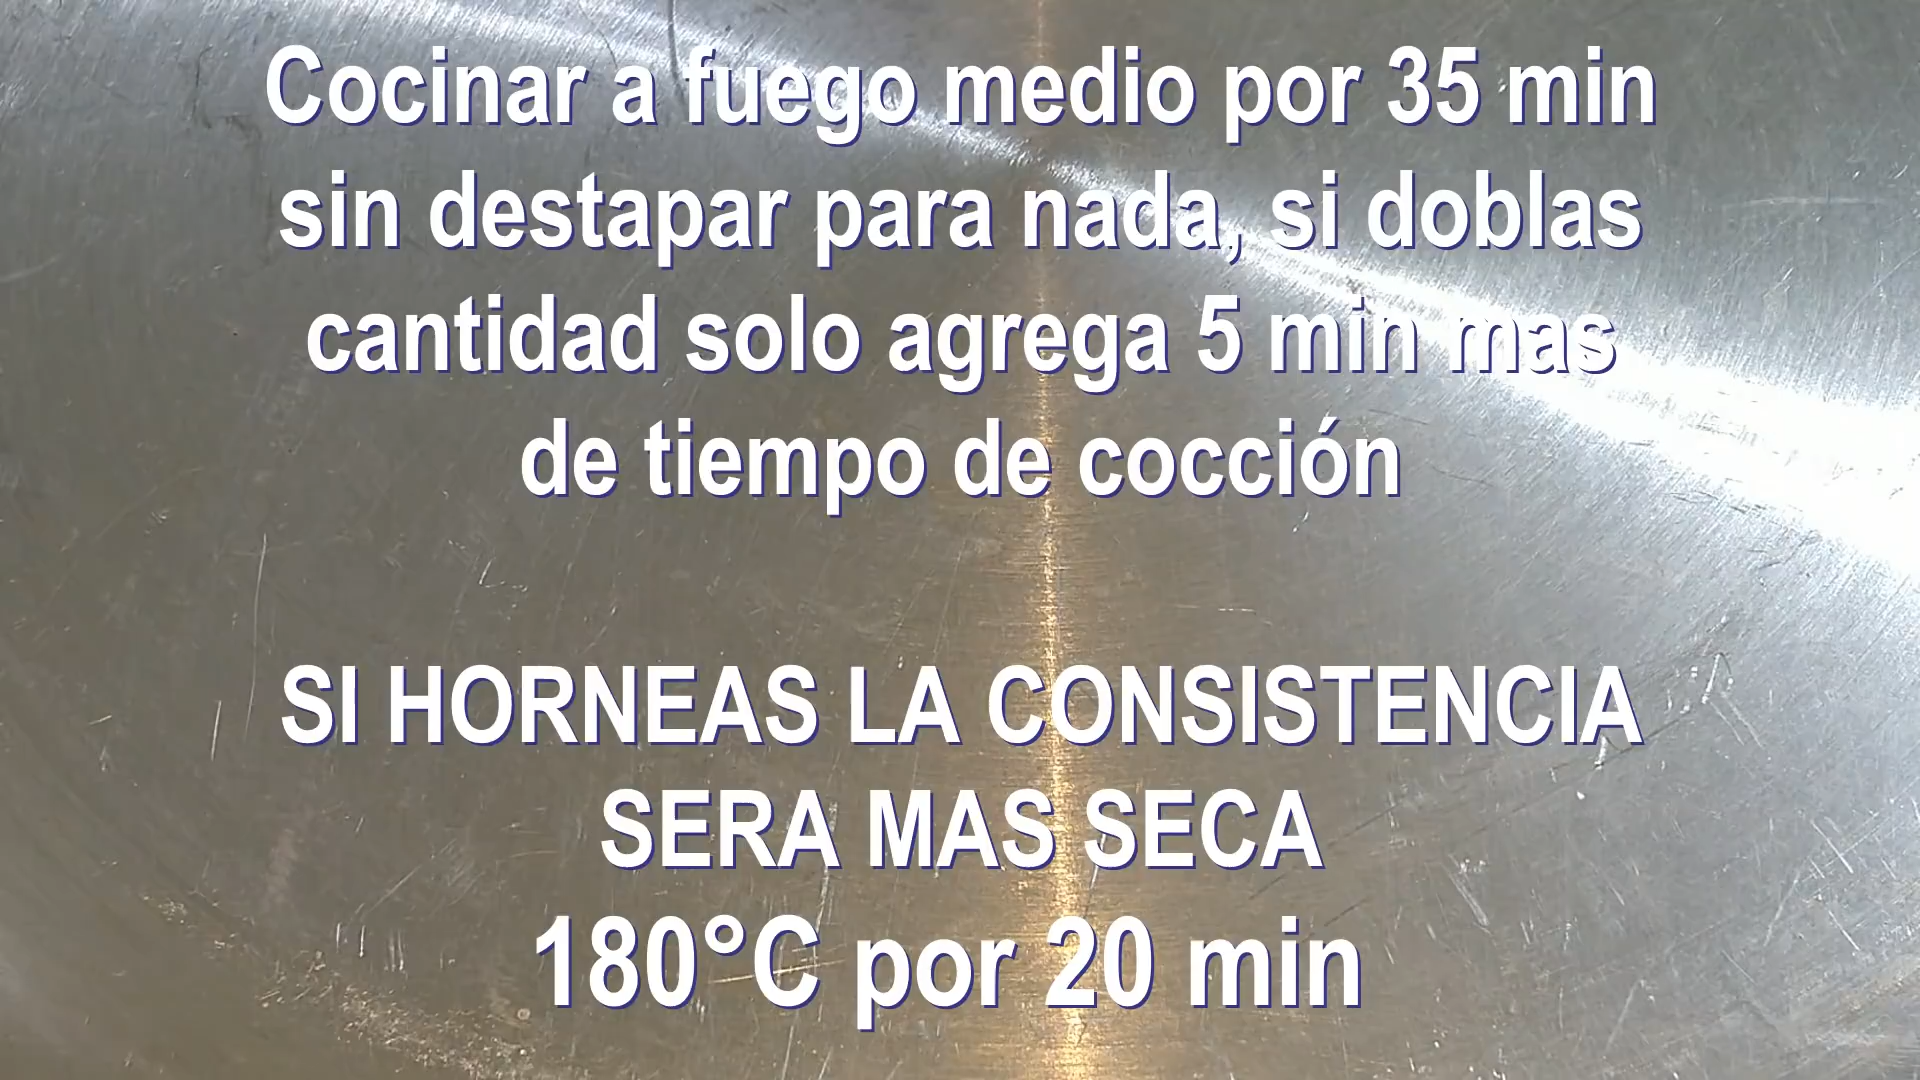 Cocinar a fuego medio por 35 min
sin destapar para nada, si doblas
cantidad solo agrega 5 min mas
de tiempo de cocción
SI HORNEAS LA CONSISTENCIA
SERA MAS SECA
180°C por 20 min